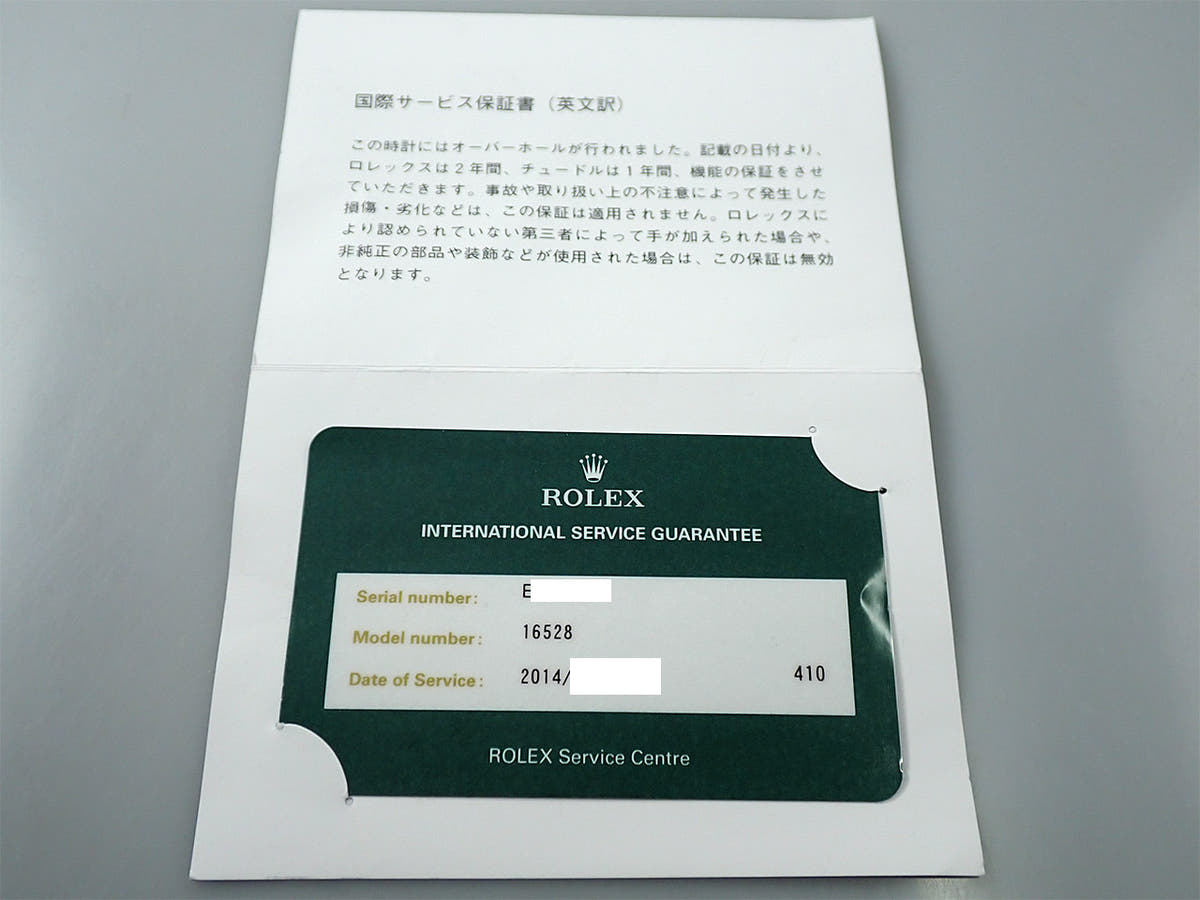 国際サービス保証書（英文訳）
この時計にはオーバーホールが行われました。記載の日付より、
ロレックスは２年間、チュードルは１年間、機能の保証をさせ
ていただきます。事故や取り扱い上の不注意によって発生した
損傷・劣化などは、この保証は適用されません。ロレックスに
より認められていない第三者によって手が加えられた場合や、
非純正の部品や装飾などが使用された場合は、この保証は無効
となります。
ROLEX
INTERNATIONAL SERVICE GUARANTEE
Serial number: E
Model number: 16528
Date of Service: 2014/ 410
ROLEX Service Centre